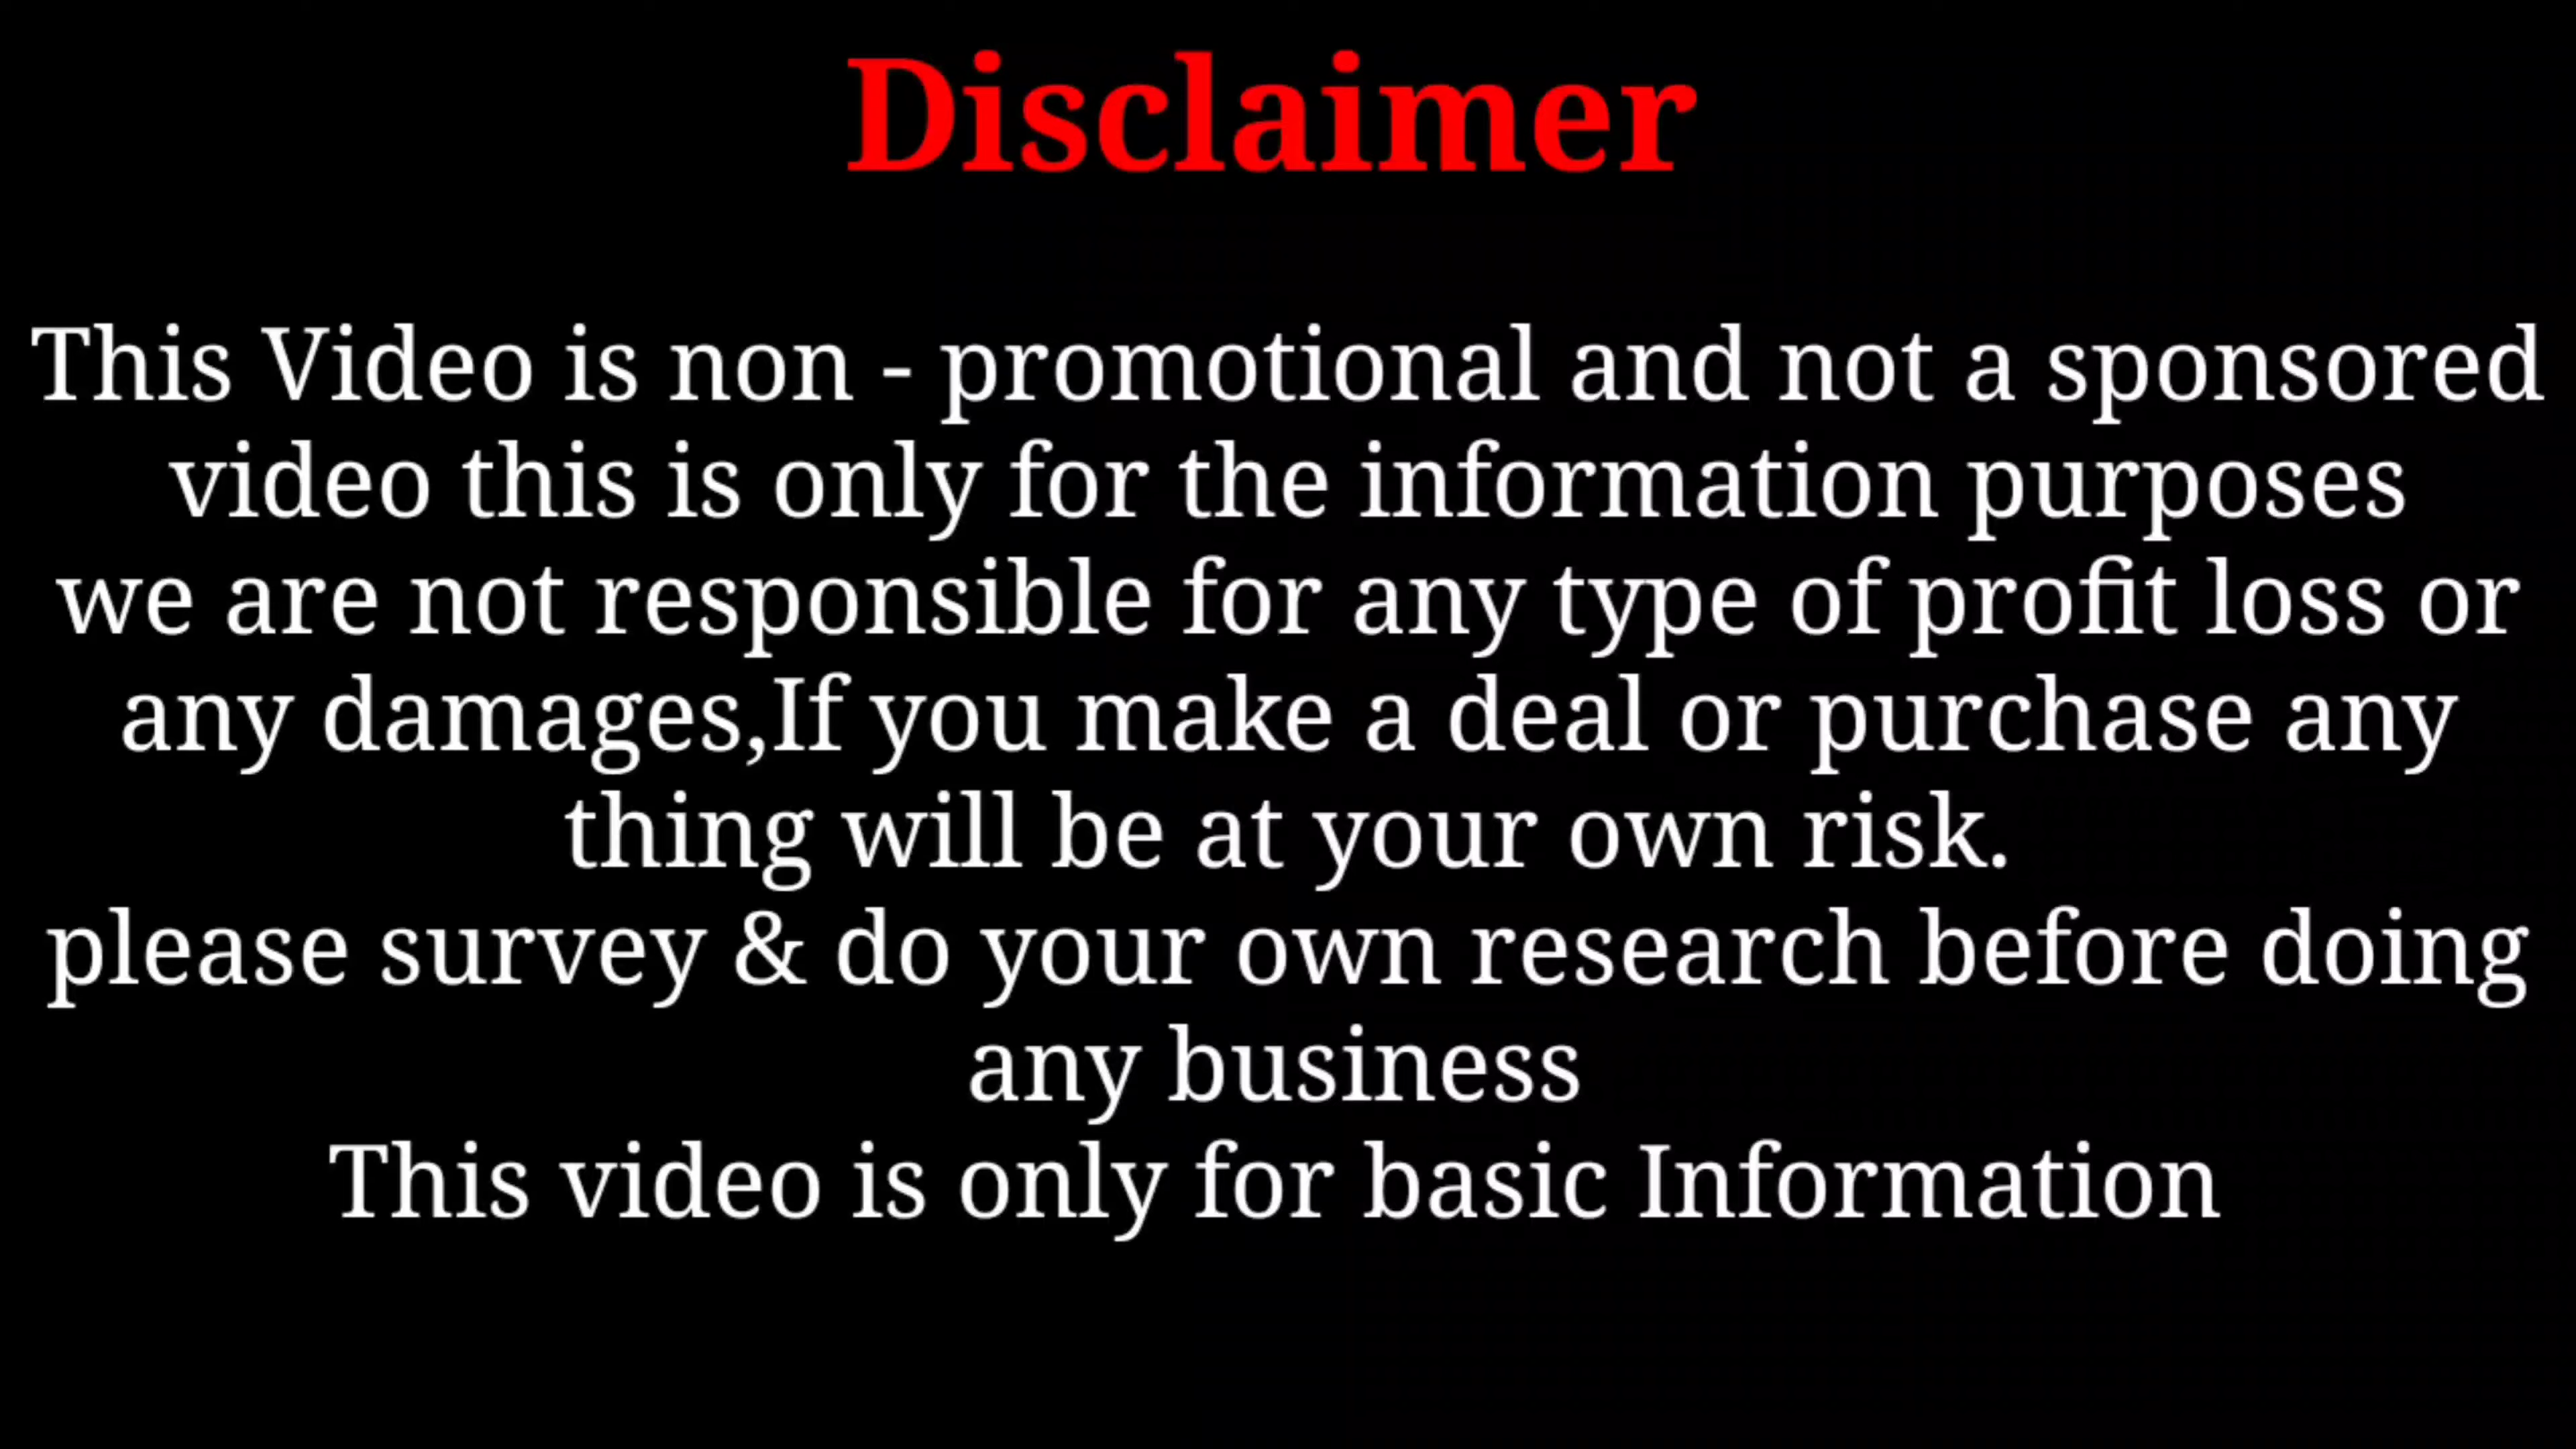 Disclaimer
This Video is non - promotional and not a sponsored
video this is only for the information purposes
we are not responsible for any type of profit loss or
any damages,If you make a deal or purchase any
thing will be at your own risk.
please survey & do your own research before doing
any business
This video is only for basic Information